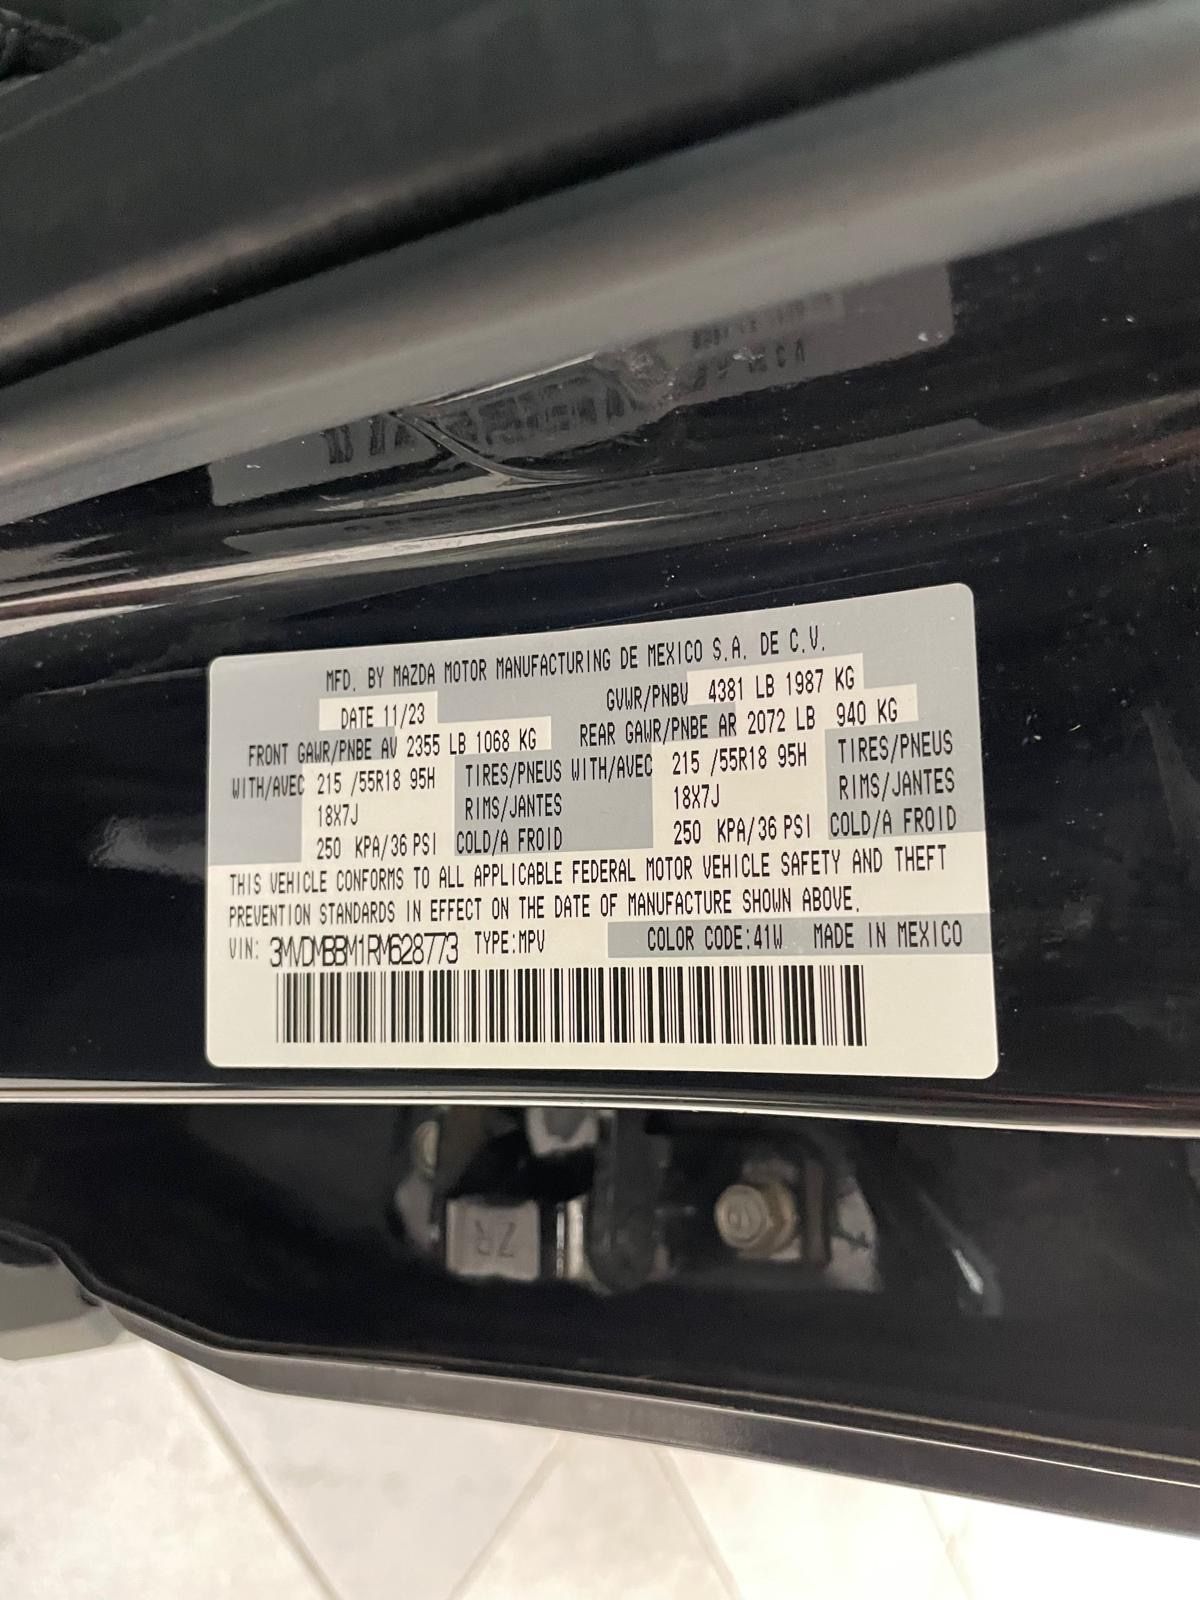 MFD. BY MAZDA MOTOR MANUFACTURING DE MEXICO S.A. DE C.V.
DATE 11/23 GVWR/PNBV 4381 LB 1987 KG
FRONT GAWR/PNBE AV 2355 LB 1068 KG REAR GAWR/PNBE AR 2072 LB 940 KG
WITH/AVEC 215 /55R18 95H TIRES/PNEUS WITH/AVEC 215 /55R18 95H TIRES/PNEUS
18X7J RIMS/JANTES 18X7J RIMS/JANTES
250 KPA/36 PSI COLD/A FROID 250 KPA/36 PSI COLD/A FROID
THIS VEHICLE CONFORMS TO ALL APPLICABLE FEDERAL MOTOR VEHICLE SAFETY AND THEFT
PREVENTION STANDARDS IN EFFECT ON THE DATE OF MANUFACTURE SHOWN ABOVE.
VIN: 3MVDMBBM1RM628773 TYPE:MPV COLOR CODE:41W MADE IN MEXICO
ZR